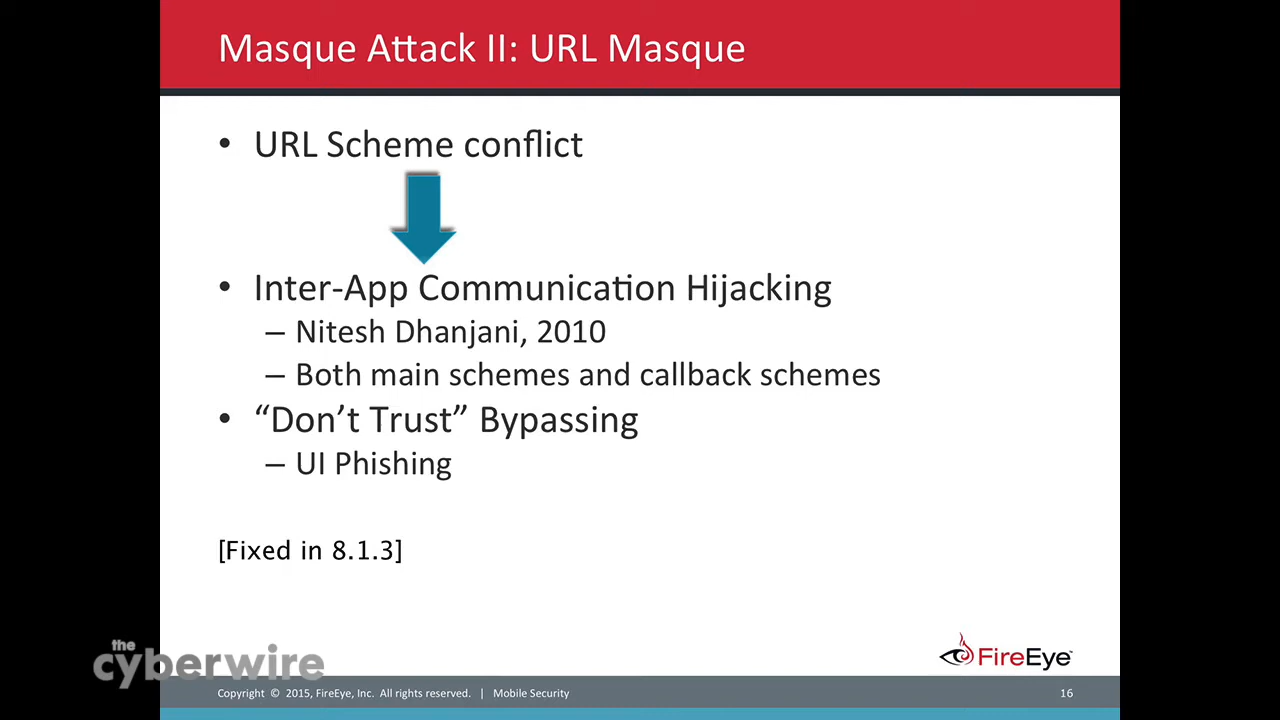 Masque Attack II: URL Masque
• URL Scheme conflict
• Inter-App Communication Hijacking
– Nitesh Dhanjani, 2010
– Both main schemes and callback schemes
• “Don’t Trust” Bypassing
– UI Phishing
[Fixed in 8.1.3]
the
cyberwire
FireEye™
Copyright © 2015, FireEye, Inc. All rights reserved. | Mobile Security 16